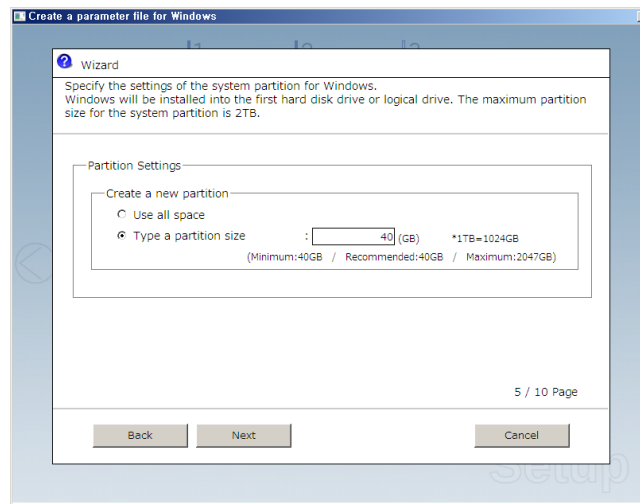 Create a parameter file for Windows
1 2 3
Wizard
Specify the settings of the system partition for Windows.
Windows will be installed into the first hard disk drive or logical drive. The maximum partition
size for the system partition is 2TB.
Partition Settings
Create a new partition
Use all space
Type a partition size : 40 (GB) *1TB=1024GB
(Minimum:40GB / Recommended:40GB / Maximum:2047GB)
5 / 10 Page
Back Next Cancel
Setup